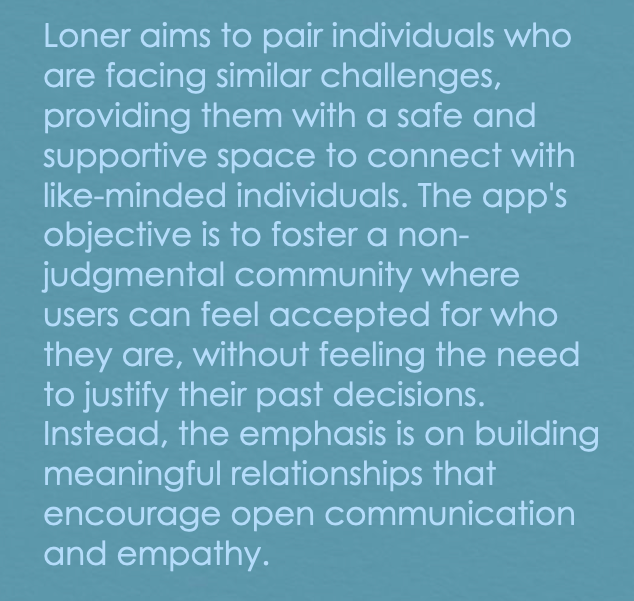 Loner aims to pair individuals who
are facing similar challenges,
providing them with a safe and
supportive space to connect with
like-minded individuals. The app's
objective is to foster a non-
judgmental community where
users can feel accepted for who
they are, without feeling the need
to justify their past decisions.
Instead, the emphasis is on building
meaningful relationships that
encourage open communication
and empathy.